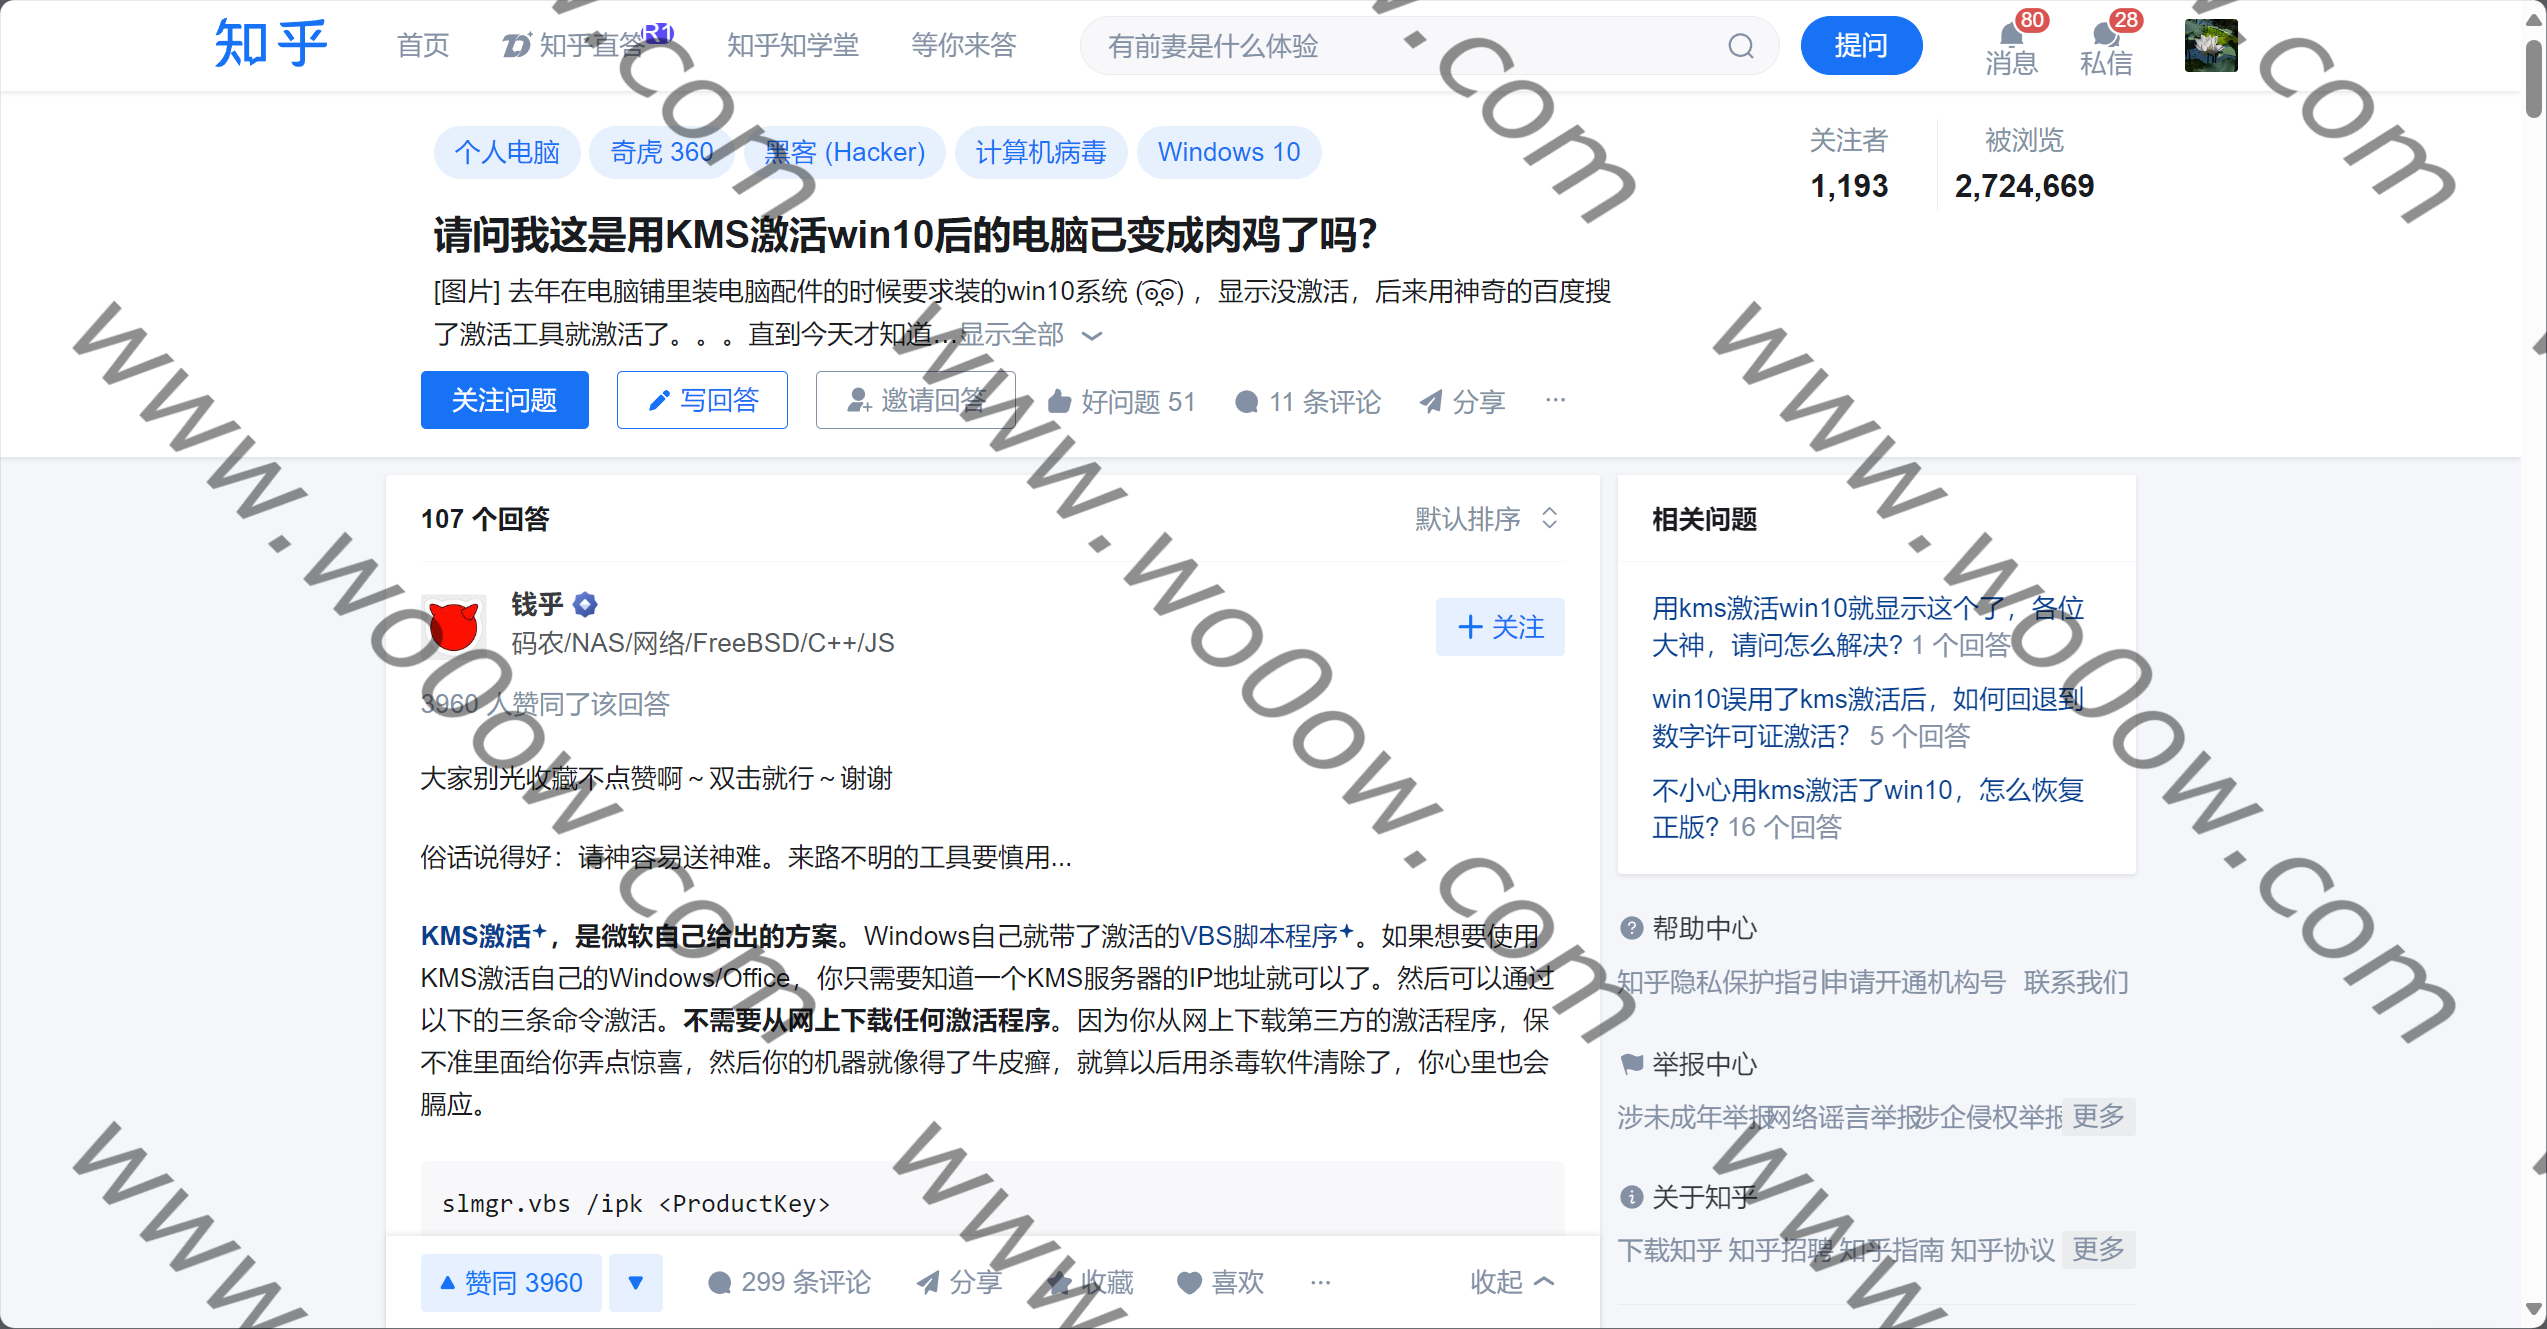 知乎
首页
知乎直答
R1
知乎知学堂
等你来答
有前妻是什么体验
提问
80
消息
28
私信
个人电脑
奇虎 360
黑客 (Hacker)
计算机病毒
Windows 10
关注者
1,193
被浏览
2,724,669
请问我这是用KMS激活win10后的电脑已变成肉鸡了吗?
[图片] 去年在电脑铺里装电脑配件的时候要求装的win10系统 ，显示没激活，后来用神奇的百度搜
了激活工具就激活了。。。直到今天才知道...显示全部
关注问题
写回答
邀请回答
好问题 51
11 条评论
分享
···
107 个回答
默认排序
钱乎
码农/NAS/网络/FreeBSD/C++/JS
+ 关注
3960 人赞同了该回答
大家别光收藏不点赞啊～双击就行～谢谢
俗话说得好：请神容易送神难。来路不明的工具要慎用...
KMS激活，是微软自己给出的方案。Windows自己就带了激活的VBS脚本程序。如果想要使用
KMS激活自己的Windows/Office，你只需要知道一个KMS服务器的IP地址就可以了。然后可以通过
以下的三条命令激活。不需要从网上下载任何激活程序。因为你从网上下载第三方的激活程序，保
不准里面给你弄点惊喜，然后你的机器就像得了牛皮癣，就算以后用杀毒软件清除了，你心里也会
膈应。
slmgr.vbs /ipk <ProductKey>
赞同 3960
299 条评论
分享
收藏
喜欢
···
收起
相关问题
用kms激活win10就显示这个了，各位
大神，请问怎么解决? 1 个回答
win10误用了kms激活后，如何回退到
数字许可证激活？ 5 个回答
不小心用kms激活了win10，怎么恢复
正版? 16 个回答
帮助中心
知乎隐私保护指引 申请开通机构号 联系我们
举报中心
涉未成年举报 网络谣言举报 涉企侵权举报 更多
关于知乎
下载知乎 知乎招聘 知乎指南 知乎协议 更多
www.wo0ow.com
www.wo0ow.com
www.wo0ow.com